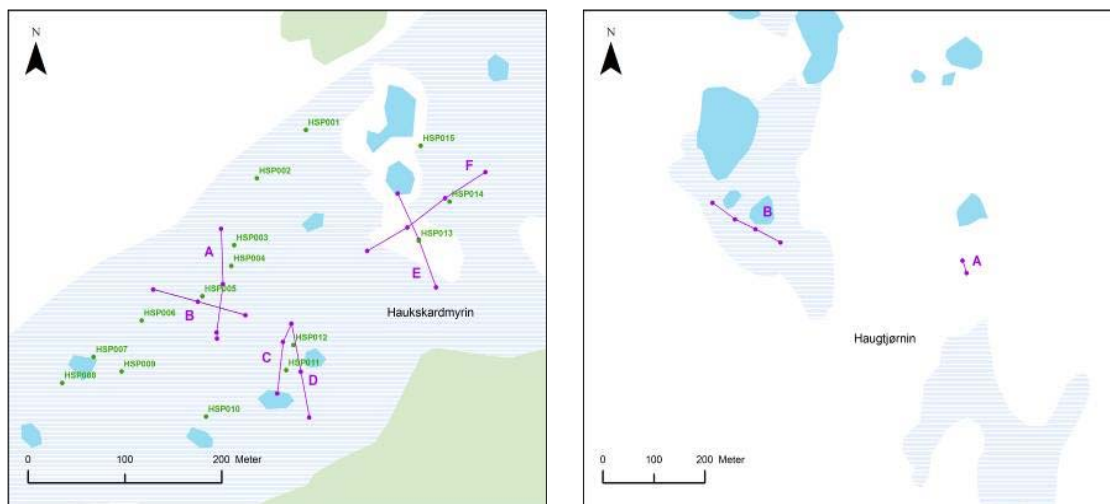 N
HSP001
HSP015
F
HSP002
HSP014
HSP003
A
HSP013
HSP004
E
HSP005
B
Haukskardmyrin
HSP006
HSP012
C
HSP007
HSP011
HSP009
D
HSP008
HSP010
0 100 200 Meter
N
B
A
Haugtjørnin
0 100 200 Meter